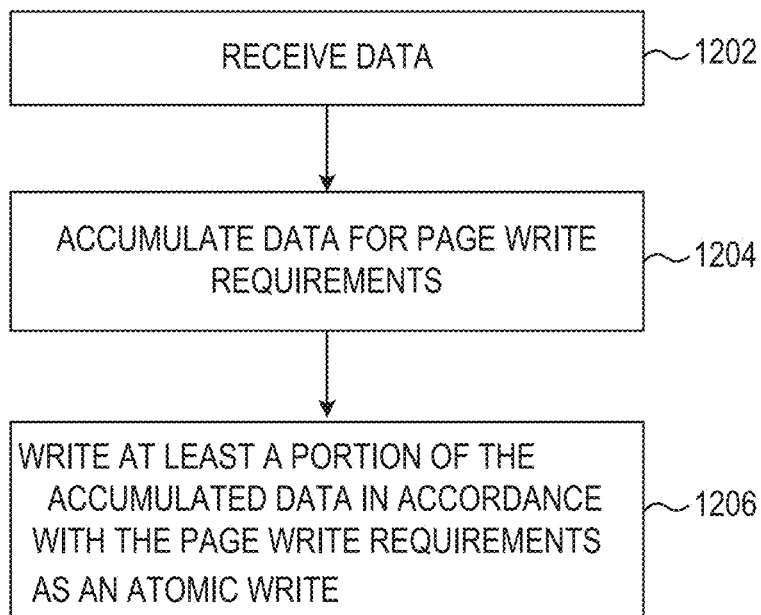 RECEIVE DATA
1202
ACCUMULATE DATA FOR PAGE WRITE
REQUIREMENTS
1204
WRITE AT LEAST A PORTION OF THE
ACCUMULATED DATA IN ACCORDANCE
WITH THE PAGE WRITE REQUIREMENTS
AS AN ATOMIC WRITE
1206